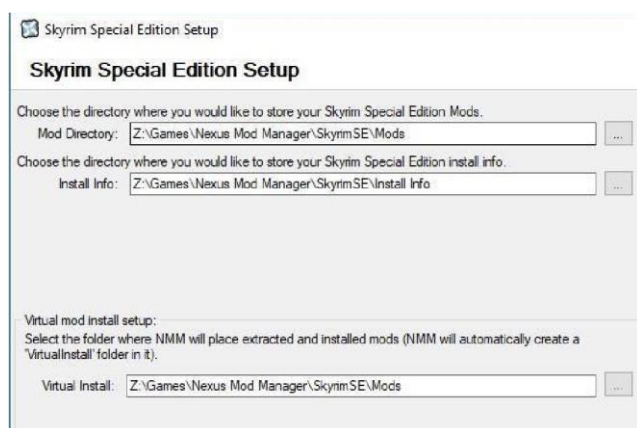 Skyrim Special Edition Setup
Skyrim Special Edition Setup
Choose the directory where you would like to store your Skyrim Special Edition Mods.
Mod Directory: Z:\Games\Nexus Mod Manager\SkyrimSE\Mods ...
Choose the directory where you would like to store your Skyrim Special Edition install info.
Install Info: Z:\Games\Nexus Mod Manager\SkyrimSE\Install Info ...
Virtual mod install setup:
Select the folder where NMM will place extracted and installed mods (NMM will automatically create a
'VirtualInstall' folder in it).
Virtual Install: Z:\Games\Nexus Mod Manager\SkyrimSE\Mods ...